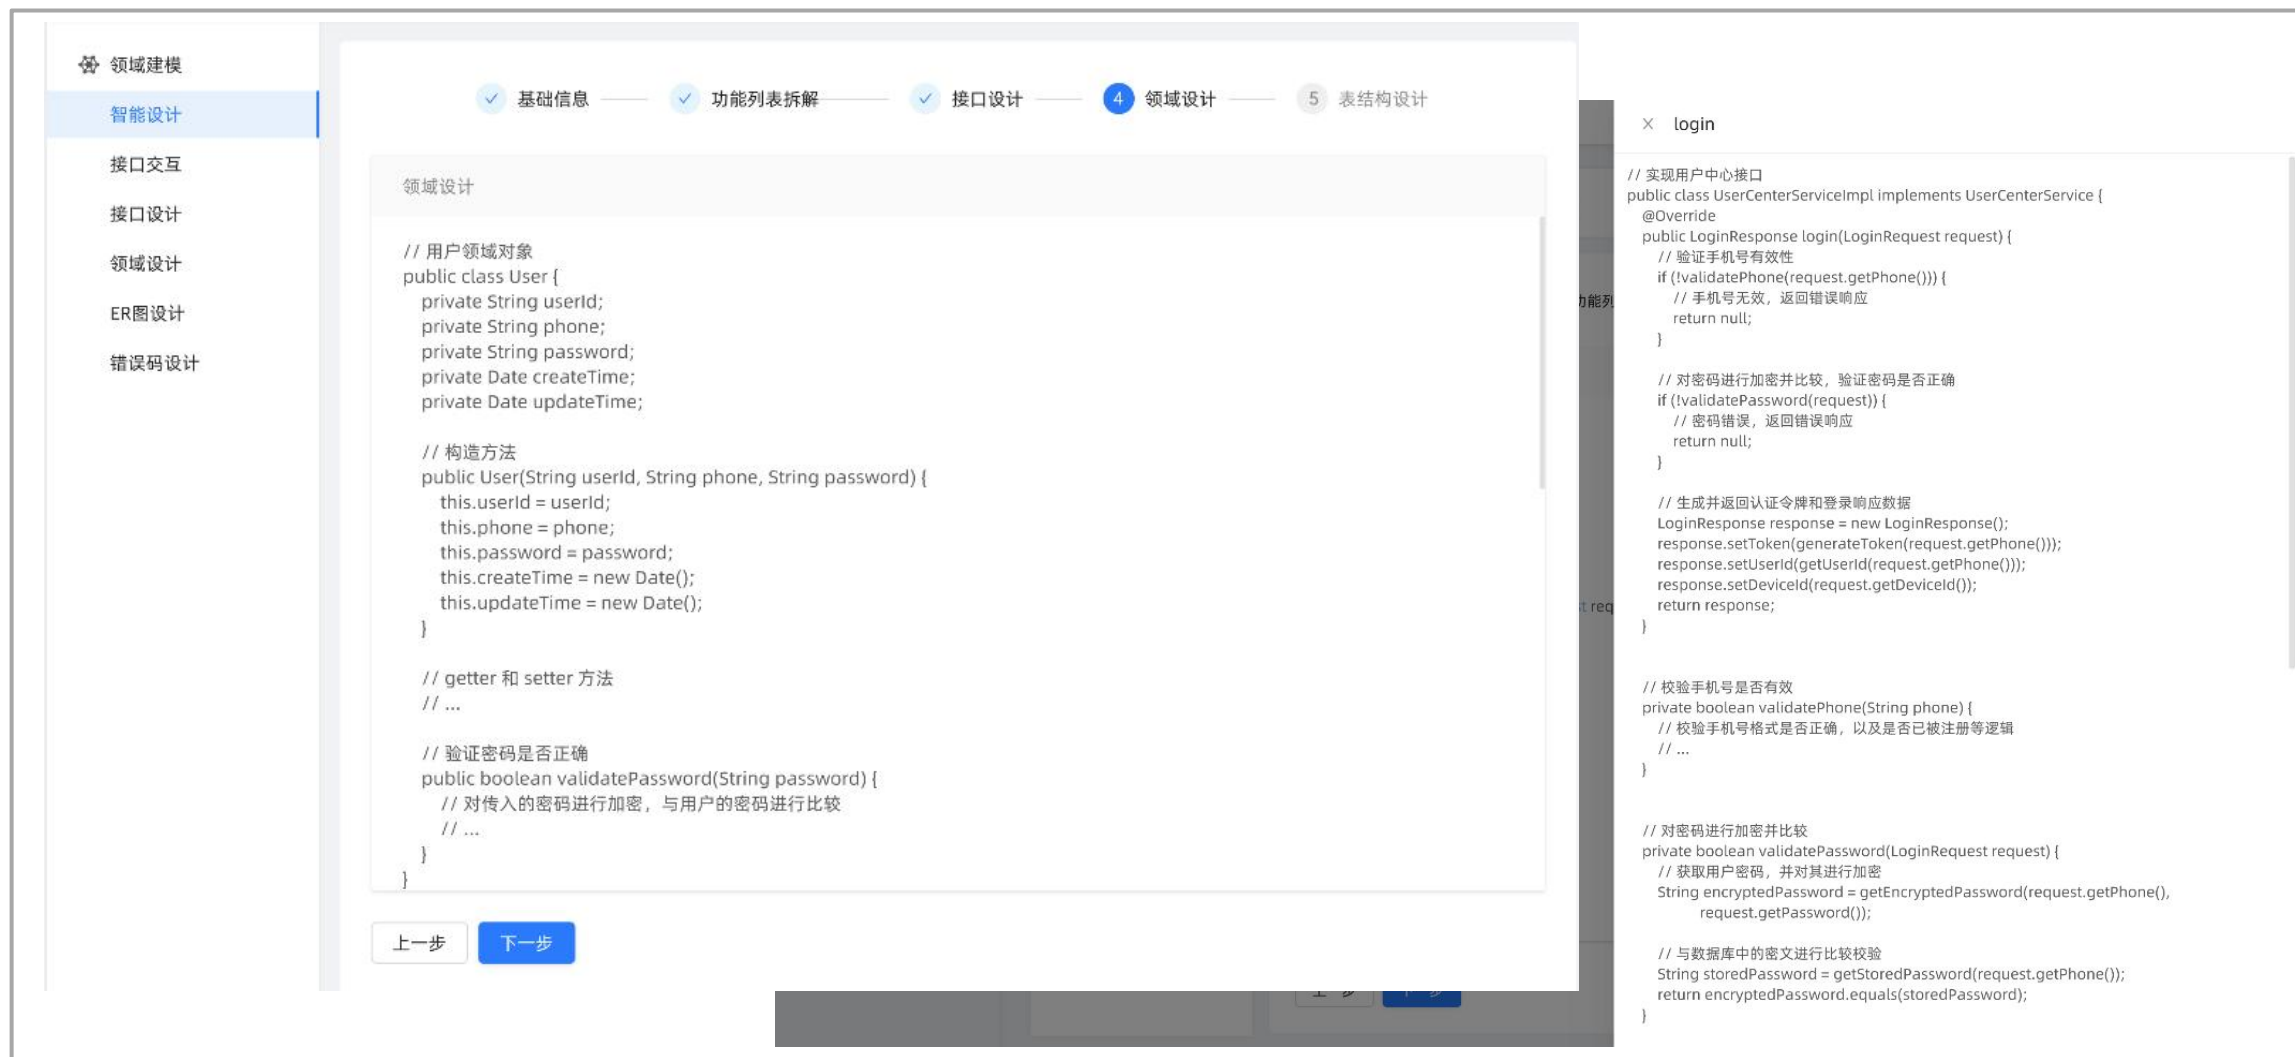 领域建模
智能设计
接口交互
接口设计
领域设计
ER图设计
错误码设计
基础信息
功能列表拆解
接口设计
4 领域设计
5 表结构设计
领域设计
// 用户领域对象
public class User {
private String userId;
private String phone;
private String password;
private Date createTime;
private Date updateTime;
// 构造方法
public User(String userId, String phone, String password) {
this.userId = userId;
this.phone = phone;
this.password = password;
this.createTime = new Date();
this.updateTime = new Date();
}
// getter 和 setter 方法
// ...
// 验证密码是否正确
public boolean validatePassword(String password) {
// 对传入的密码进行加密，与用户的密码进行比较
// ...
}
}
上一步
下一步
login
// 实现用户中心接口
public class UserCenterServiceImpl implements UserCenterService {
@Override
public LoginResponse login(LoginRequest request) {
// 验证手机号有效性
if (!validatePhone(request.getPhone())) {
// 手机号无效，返回错误响应
return null;
}
// 对密码进行加密并比较，验证密码是否正确
if (!validatePassword(request)) {
// 密码错误，返回错误响应
return null;
}
// 生成并返回认证令牌和登录响应数据
LoginResponse response = new LoginResponse();
response.setToken(generateToken(request.getPhone()));
response.setUserId(getUserId(request.getPhone()));
response.setDeviceId(request.getDeviceId());
return response;
}
// 校验手机号是否有效
private boolean validatePhone(String phone) {
// 校验手机号格式是否正确，以及是否已被注册等逻辑
// ...
}
// 对密码进行加密并比较
private boolean validatePassword(LoginRequest request) {
// 获取用户密码，并对其进行加密
String encryptedPassword = getEncryptedPassword(request.getPhone(),
request.getPassword());
// 与数据库中的密文进行比较校验
String storedPassword = getStoredPassword(request.getPhone());
return encryptedPassword.equals(storedPassword);
}